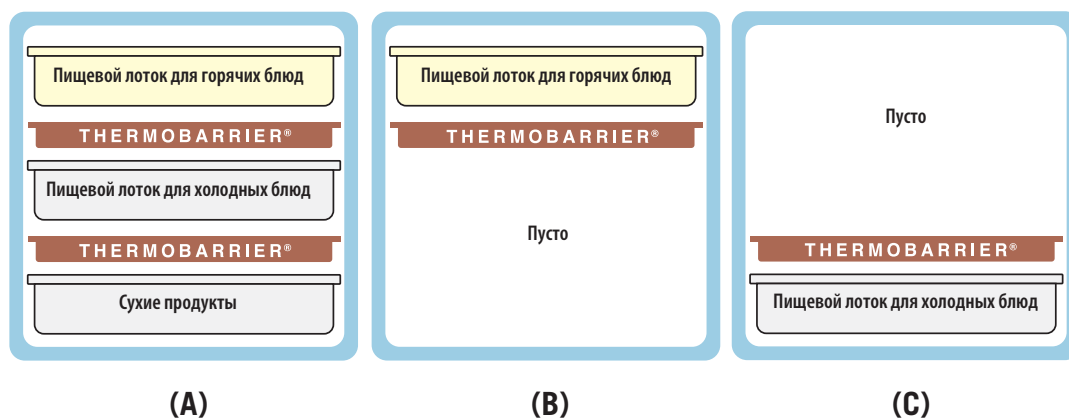 Пищевой лоток для горячих блюд
THERMOBARRIER®
Пищевой лоток для холодных блюд
THERMOBARRIER®
Сухие продукты
(A)
Пищевой лоток для горячих блюд
THERMOBARRIER®
Пусто
(B)
Пусто
THERMOBARRIER®
Пищевой лоток для холодных блюд
(C)